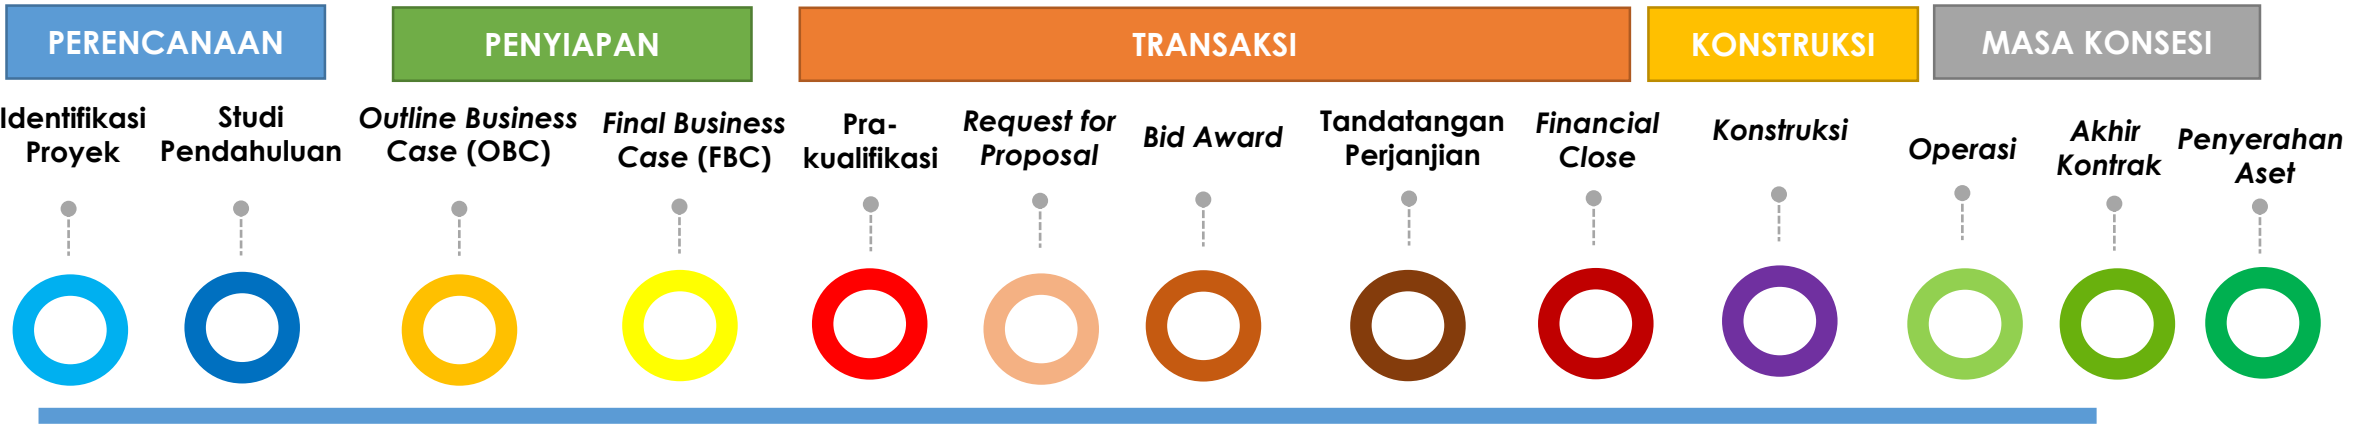 PERENCANAAN
PENYIAPAN
TRANSAKSI
KONSTRUKSI
MASA KONSESI
Identifikasi
Proyek
Studi
Pendahuluan
Outline Business
Case (OBC)
Final Business
Case (FBC)
Pra-
kualifikasi
Request for
Proposal
Bid Award
Tandatangan
Perjanjian
Financial
Close
Konstruksi
Operasi
Akhir
Kontrak
Penyerahan
Aset